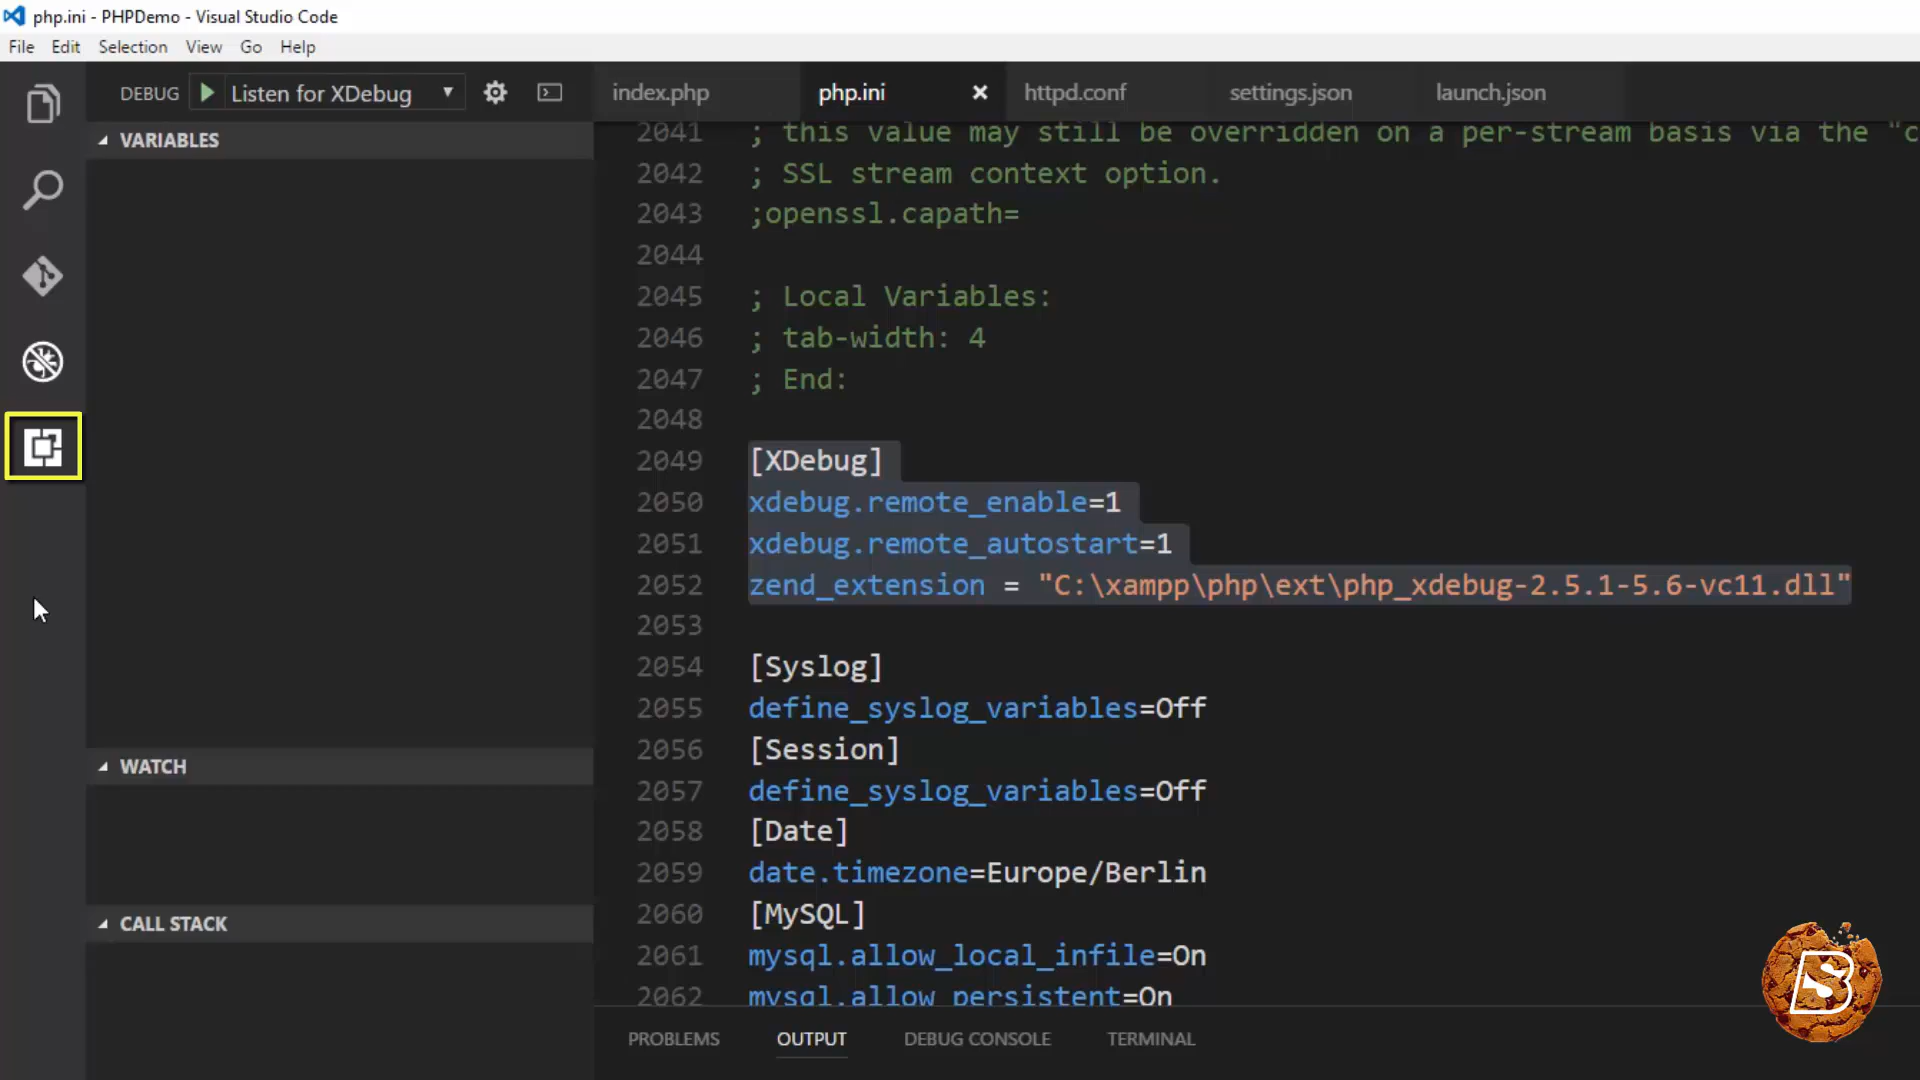 php.ini - PHPDemo - Visual Studio Code
File Edit Selection View Go Help
DEBUG Listen for XDebug
index.php php.ini httpd.conf settings.json launch.json
VARIABLES
WATCH
CALL STACK
2041 ; this value may still be overridden on a per-stream basis via the "c
2042 ; SSL stream context option.
2043 ;openssl.capath=
2044
2045 ; Local Variables:
2046 ; tab-width: 4
2047 ; End:
2048
2049 [XDebug]
2050 xdebug.remote_enable=1
2051 xdebug.remote_autostart=1
2052 zend_extension = "C:\xampp\php\ext\php_xdebug-2.5.1-5.6-vc11.dll"
2053
2054 [Syslog]
2055 define_syslog_variables=Off
2056 [Session]
2057 define_syslog_variables=Off
2058 [Date]
2059 date.timezone=Europe/Berlin
2060 [MySQL]
2061 mysql.allow_local_infile=On
2062 mysql.allow_persistent=On
PROBLEMS OUTPUT DEBUG CONSOLE TERMINAL
B